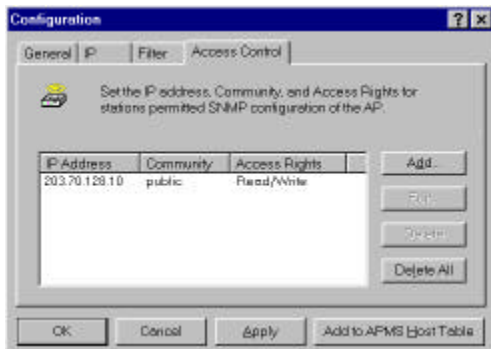 Configuration
General IP Filter Access Control
Set the IP address, Community, and Access Rights for
stations permitted SNMP configuration of the AP.
IP Address Community Access Rights
203.70.128.10 public Read/Write
Add...
Delete
Delete All
OK Cancel Apply Add to APMS Host Table